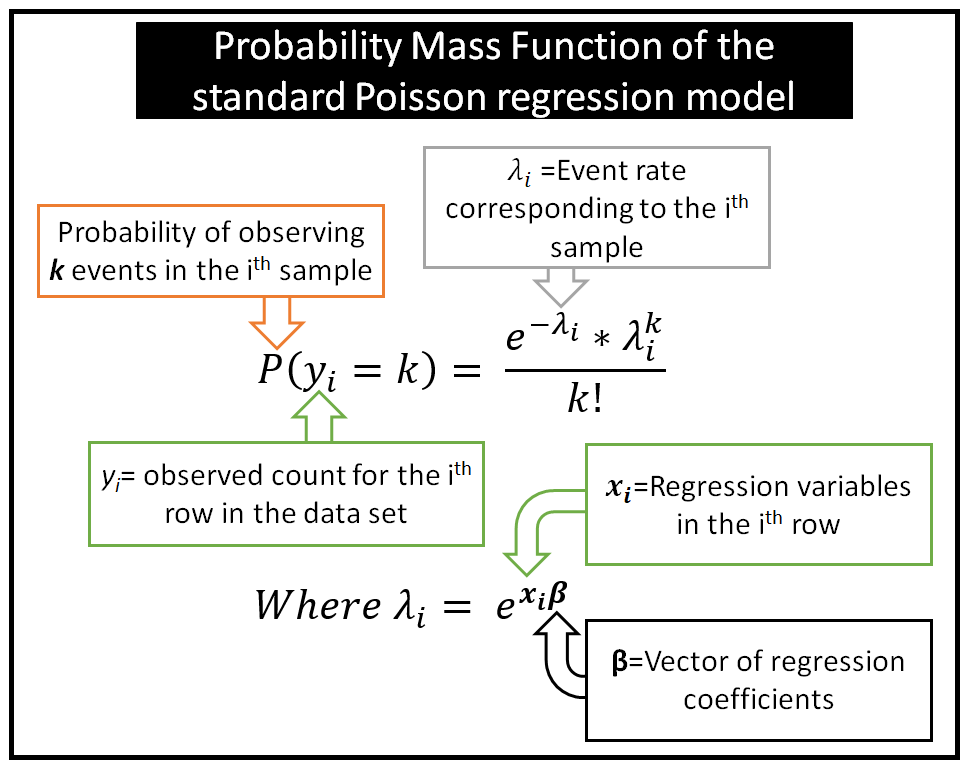 Probability Mass Function of the
standard Poisson regression model
λᵢ =Event rate
corresponding to the iᵗʰ
sample
Probability of observing
k events in the iᵗʰ sample
P(yᵢ = k) = e^(−λᵢ) * λᵢᵏ / k!
yᵢ= observed count for the iᵗʰ
row in the data set
xᵢ=Regression variables
in the iᵗʰ row
Where λᵢ = e^(xᵢβ)
β=Vector of regression
coefficients